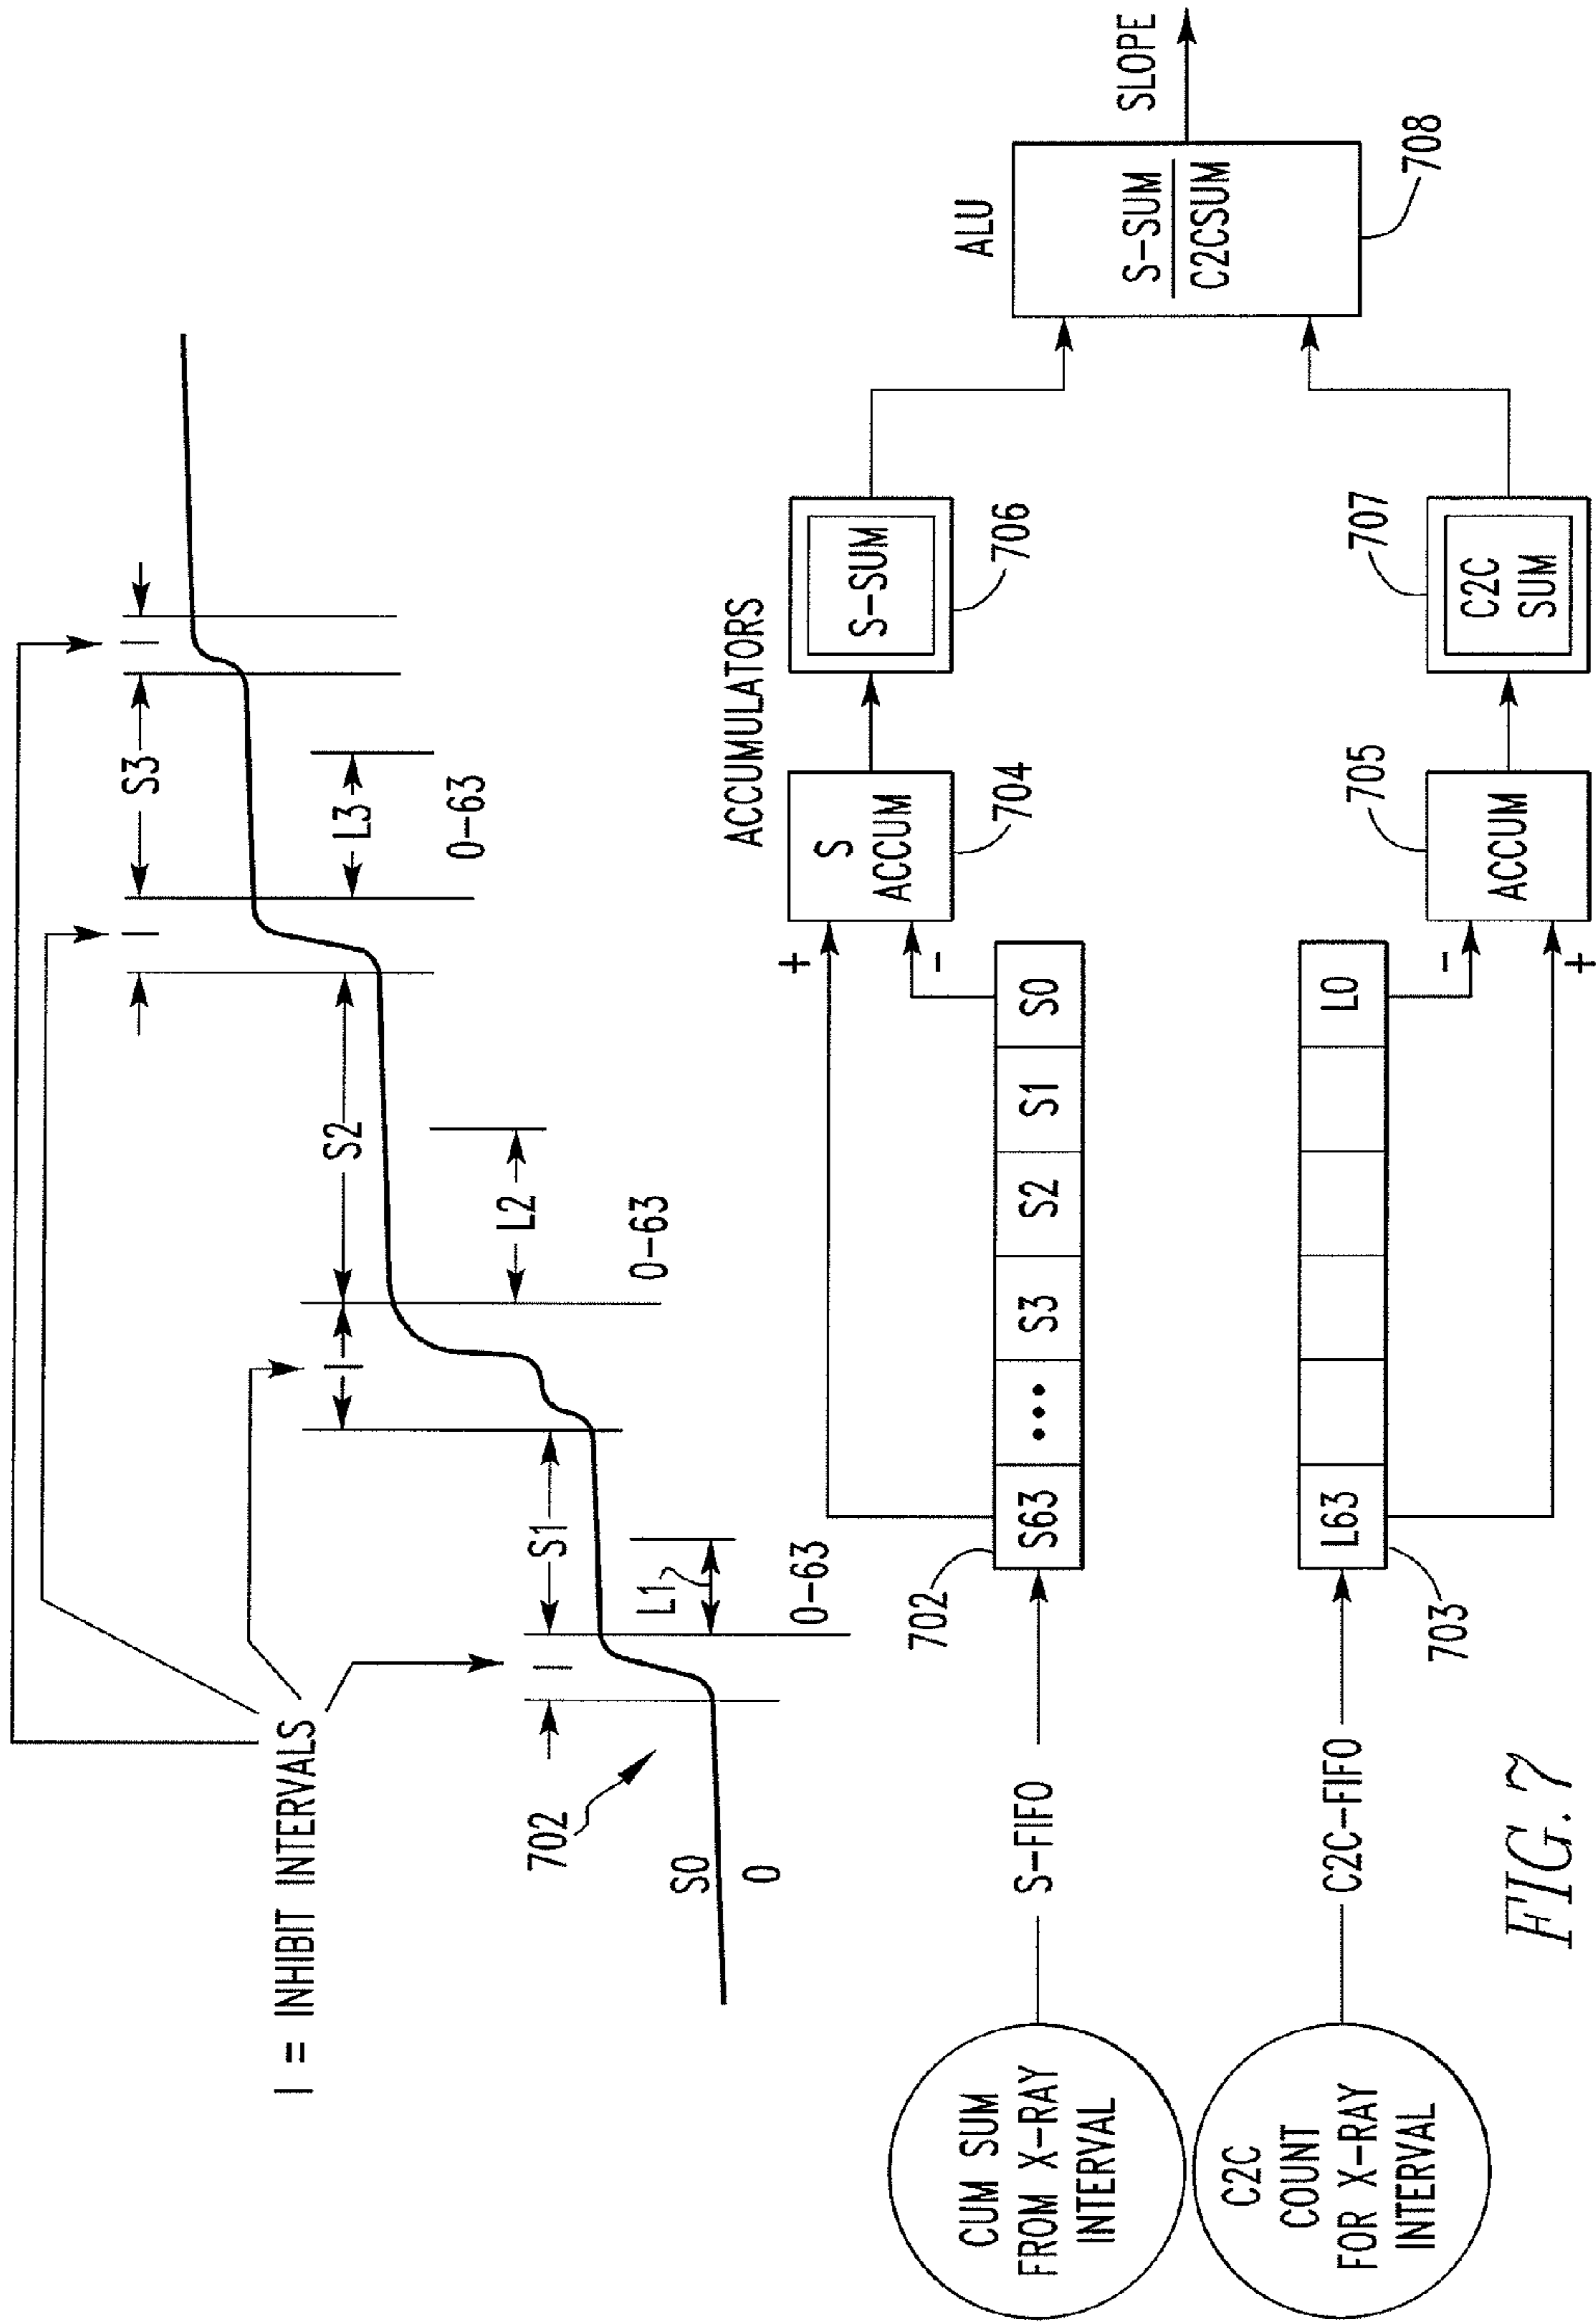 I = INHIBIT INTERVALS
I
I
I
I
S3
L3
0-63
S2
L2
0-63
S1
L1
0-63
702
S0
0
ACCUMULATORS
CUM SUM
FROM X-RAY
INTERVAL
S-FIFO
702
S63
•••
S3
S2
S1
S0
+
-
S
ACCUM
704
S-SUM
706
C2C
COUNT
FOR X-RAY
INTERVAL
C2C-FIFO
703
L63
L0
-
+
ACCUM
705
C2C
SUM
707
ALU
S-SUM
C2CSUM
708
SLOPE
FIG. 7